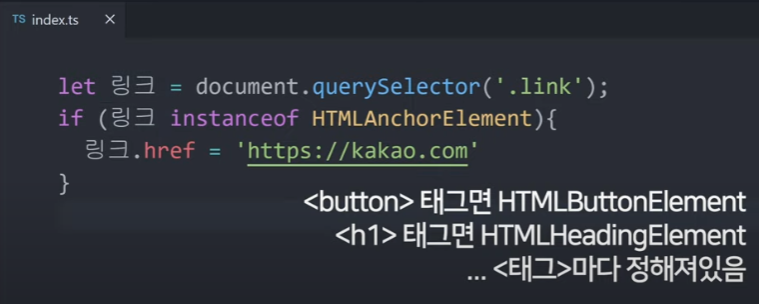 TS index.ts ×
let 링크 = document.querySelector('.link');
if (링크 instanceof HTMLAnchorElement){
링크.href = 'https://kakao.com'
}
<button> 태그면 HTMLButtonElement
<h1> 태그면 HTMLHeadingElement
... <태그>마다 정해져있음